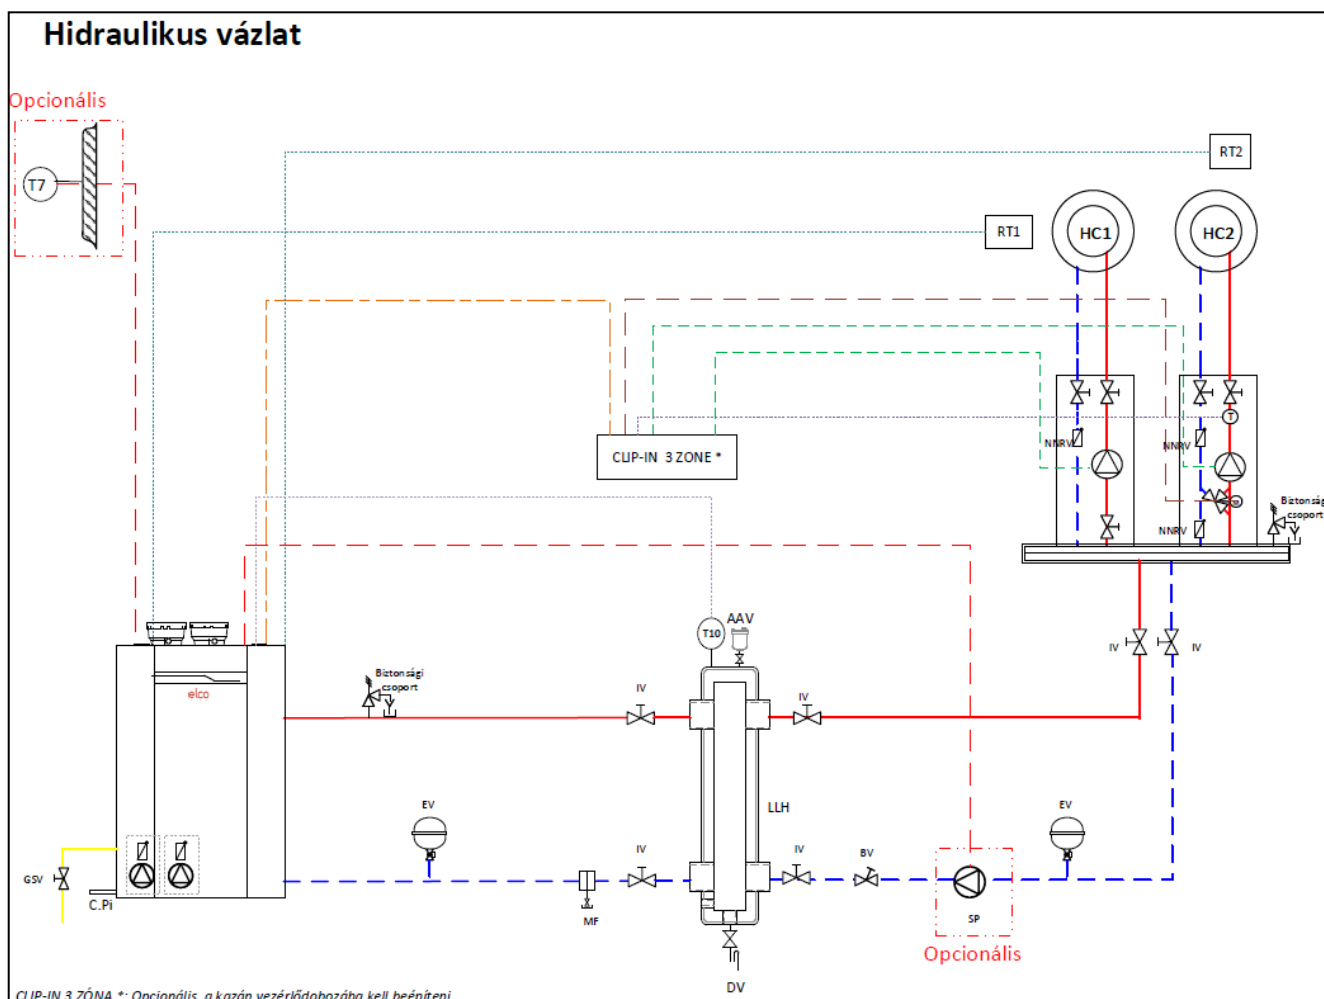 Hidraulikus vázlat
Opcionális
T7
RT2
RT1
HC1
HC2
T
CLIP-IN 3 ZONE *
NNRV
NNRV
NNRV
Biztonsági
csoport
T10
AAV
IV
IV
elco
Biztonsági
csoport
IV
IV
LLH
EV
EV
IV
IV
BV
GSV
C.Pi
MF
SP
Opcionális
DV
CLIP-IN 3 ZÓNA *: Opcionális, a kazán vezérlődobozába kell beépíteni